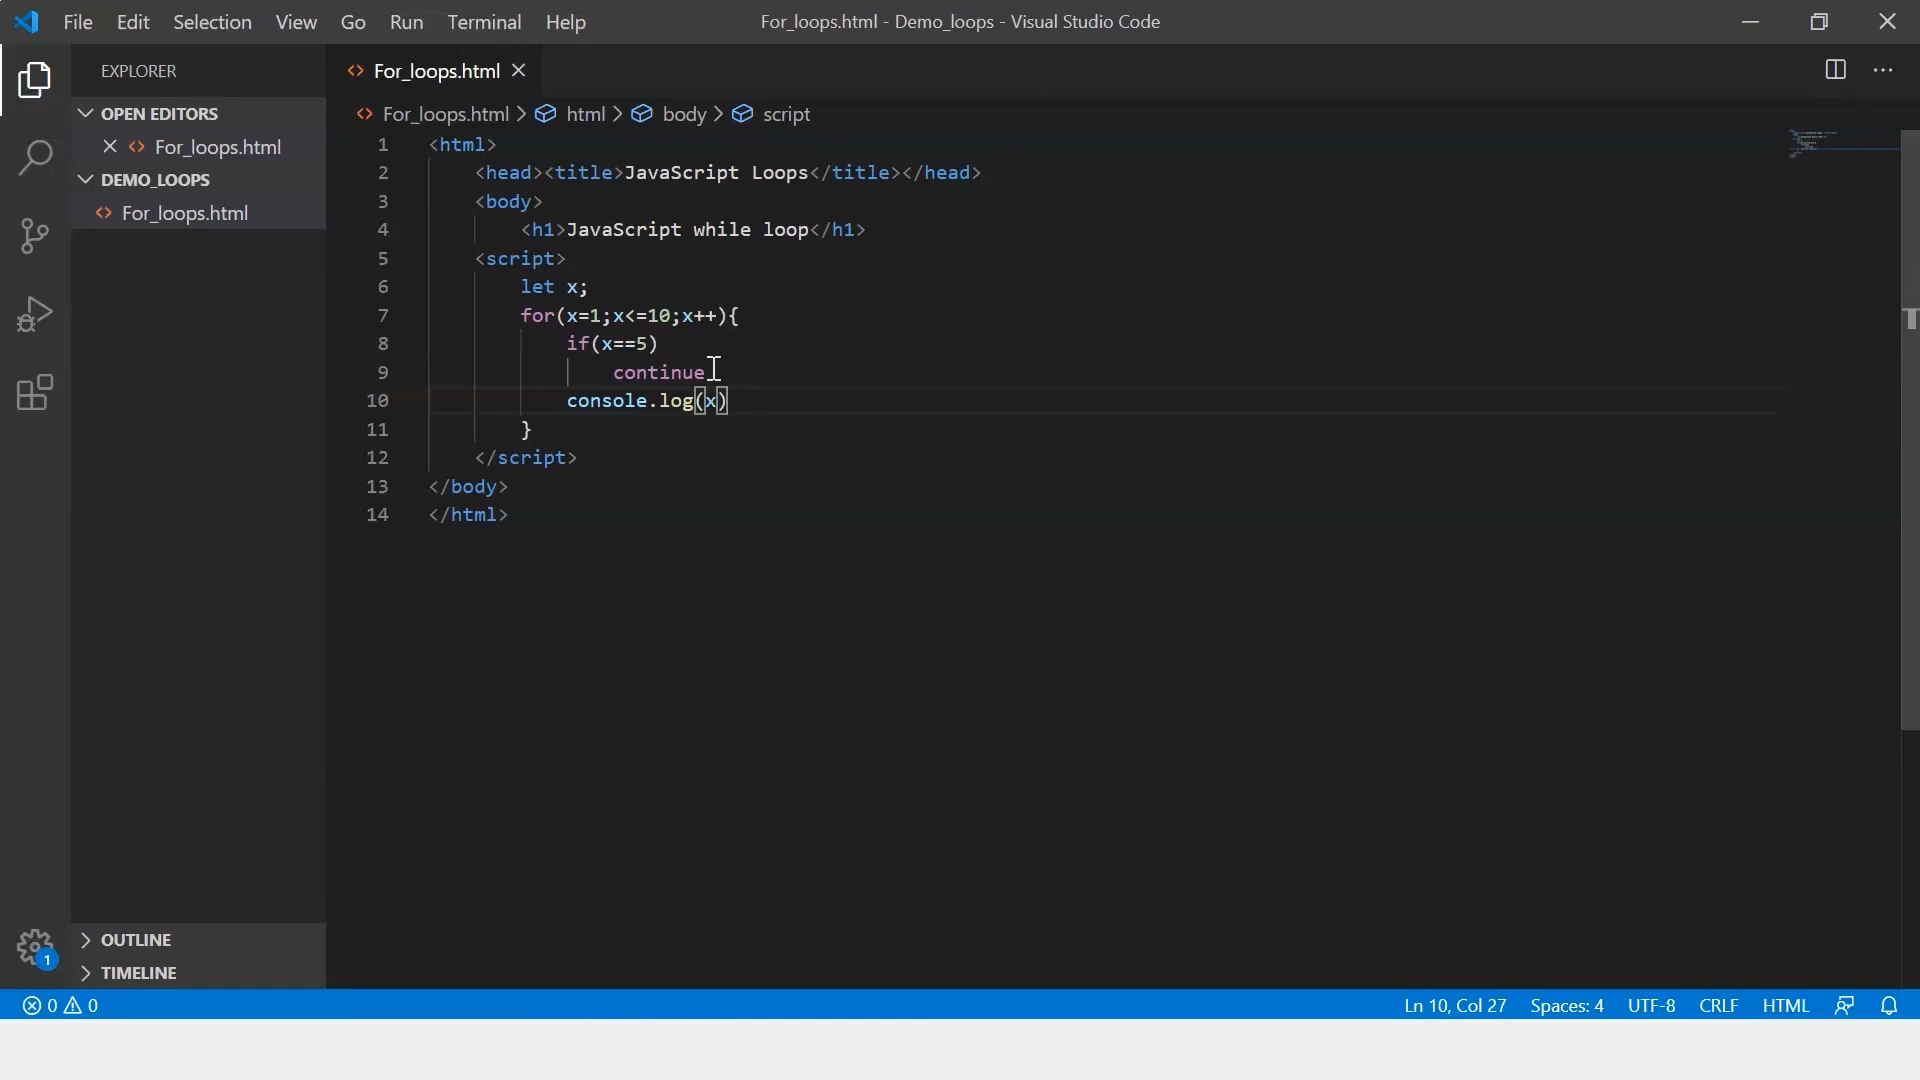 File Edit Selection View Go Run Terminal Help For_loops.html - Demo_loops - Visual Studio Code
EXPLORER
OPEN EDITORS
For_loops.html
DEMO_LOOPS
For_loops.html
OUTLINE
TIMELINE
1
For_loops.html
For_loops.html > html > body > script
1 <html>
2 <head><title>JavaScript Loops</title></head>
3 <body>
4 <h1>JavaScript while loop</h1>
5 <script>
6 let x;
7 for(x=1;x<=10;x++){
8 if(x==5)
9 continue
10 console.log(x)
11 }
12 </script>
13 </body>
14 </html>
0 0 Ln 10, Col 27 Spaces: 4 UTF-8 CRLF HTML